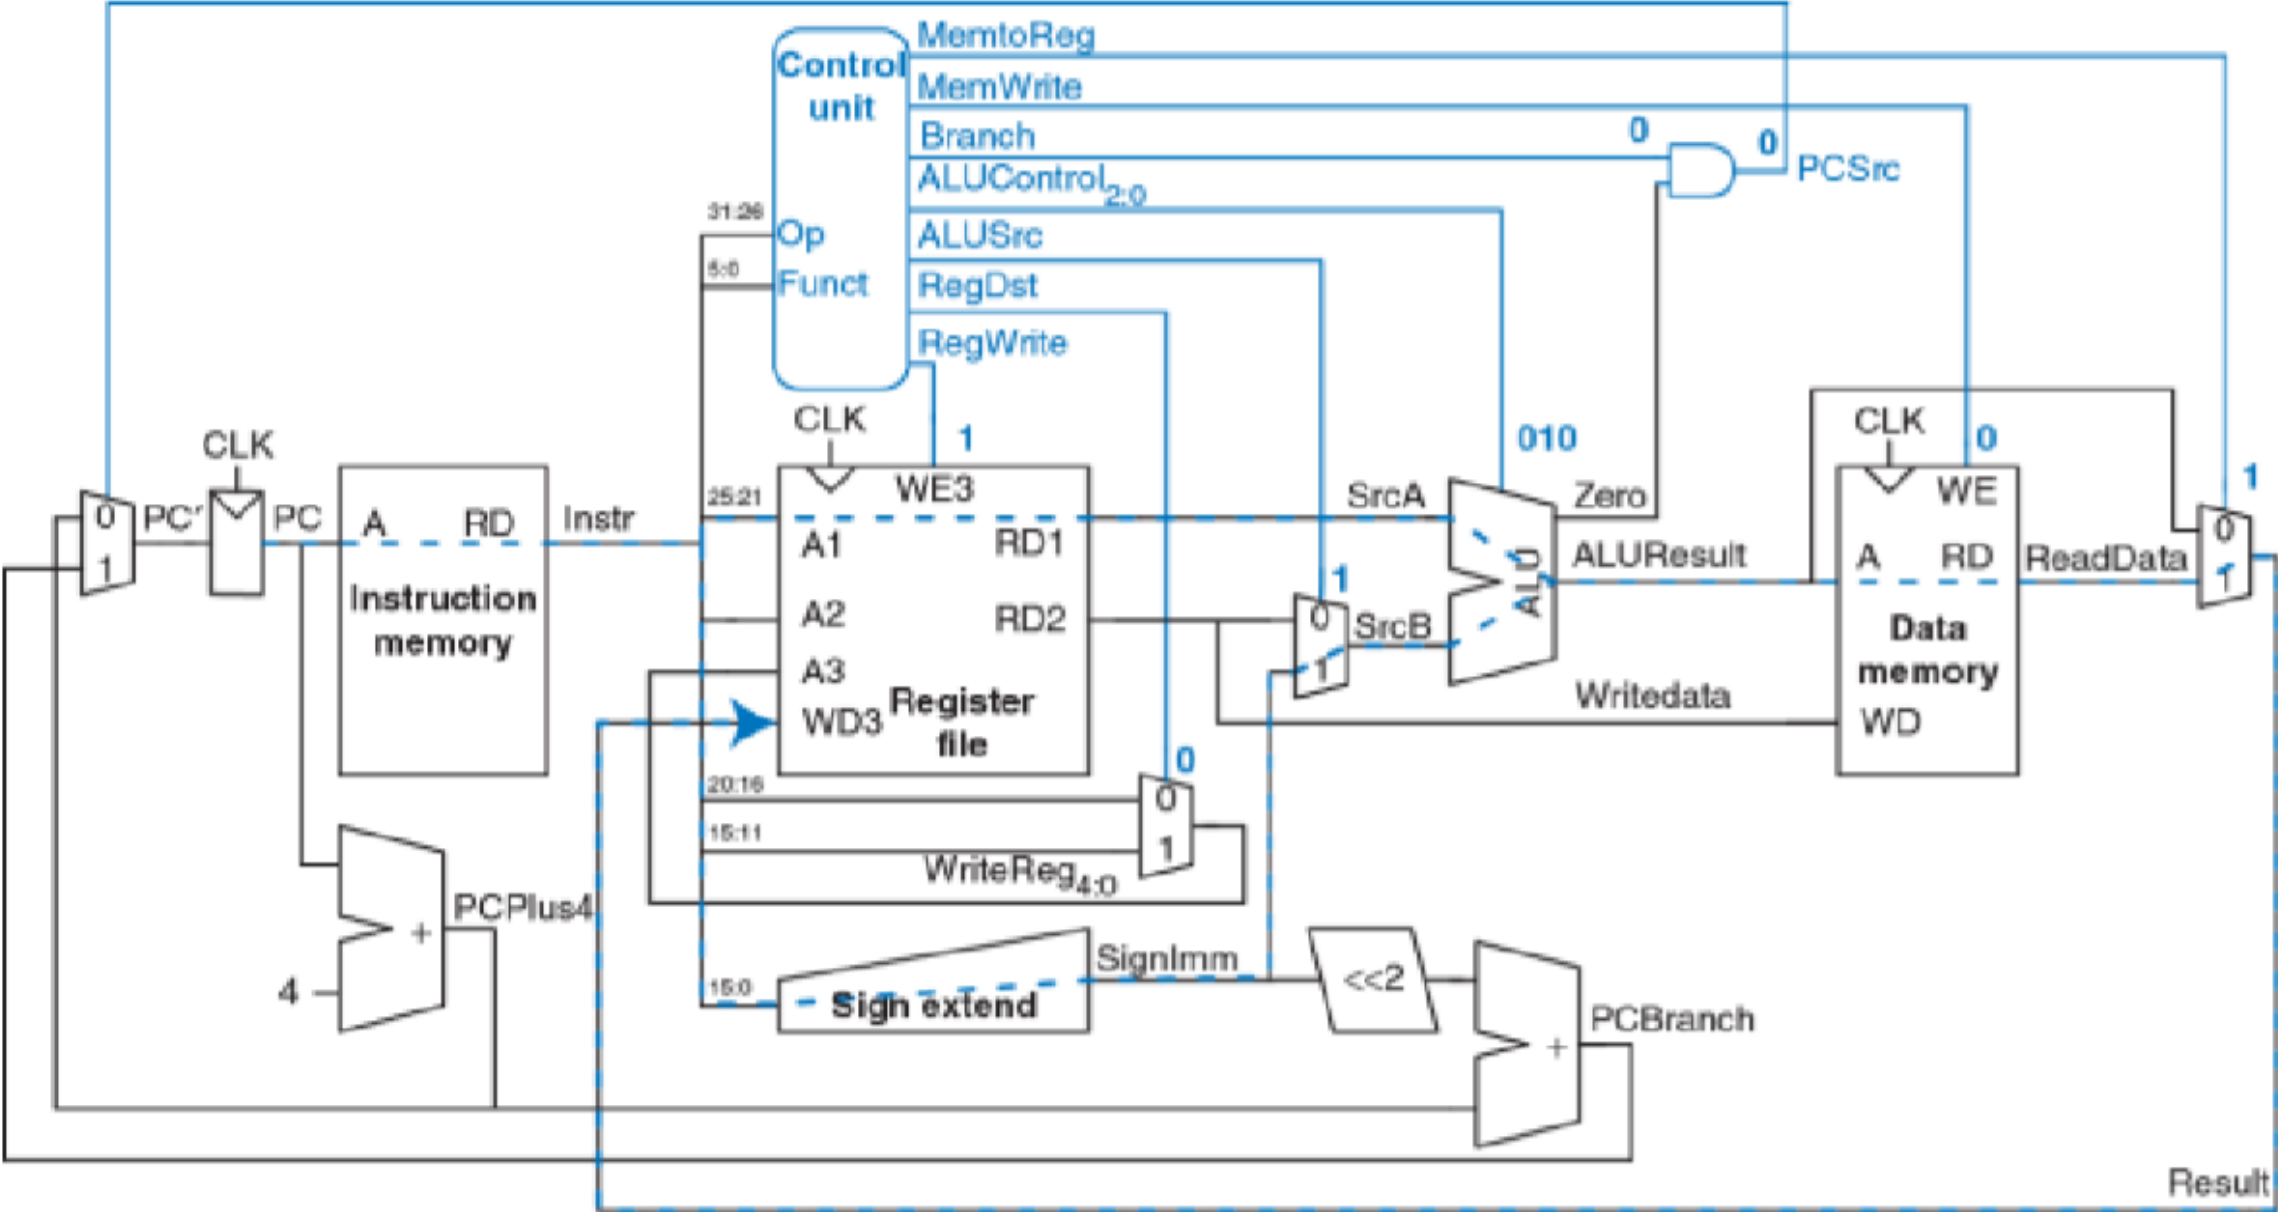 MemtoReg
Control
unit
MemWrite
Branch
0
0
PCSrc
ALUControl2:0
31:26
Op
ALUSrc
5:0
Funct
RegDst
RegWrite
CLK
CLK
1
010
CLK
0
1
25:21
WE3
SrcA
Zero
WE
0
1
PC'
PC
A
RD
Instr
A1
RD1
ALU
ALUResult
A
RD
ReadData
0
1
Instruction
memory
A2
RD2
1
0
1
SrcB
Data
memory
A3
WD3
Register
file
Writedata
WD
0
20:16
0
15:11
1
WriteReg4:0
PCPlus4
+
4
SignImm
15:0
Sign extend
<<2
PCBranch
+
Result